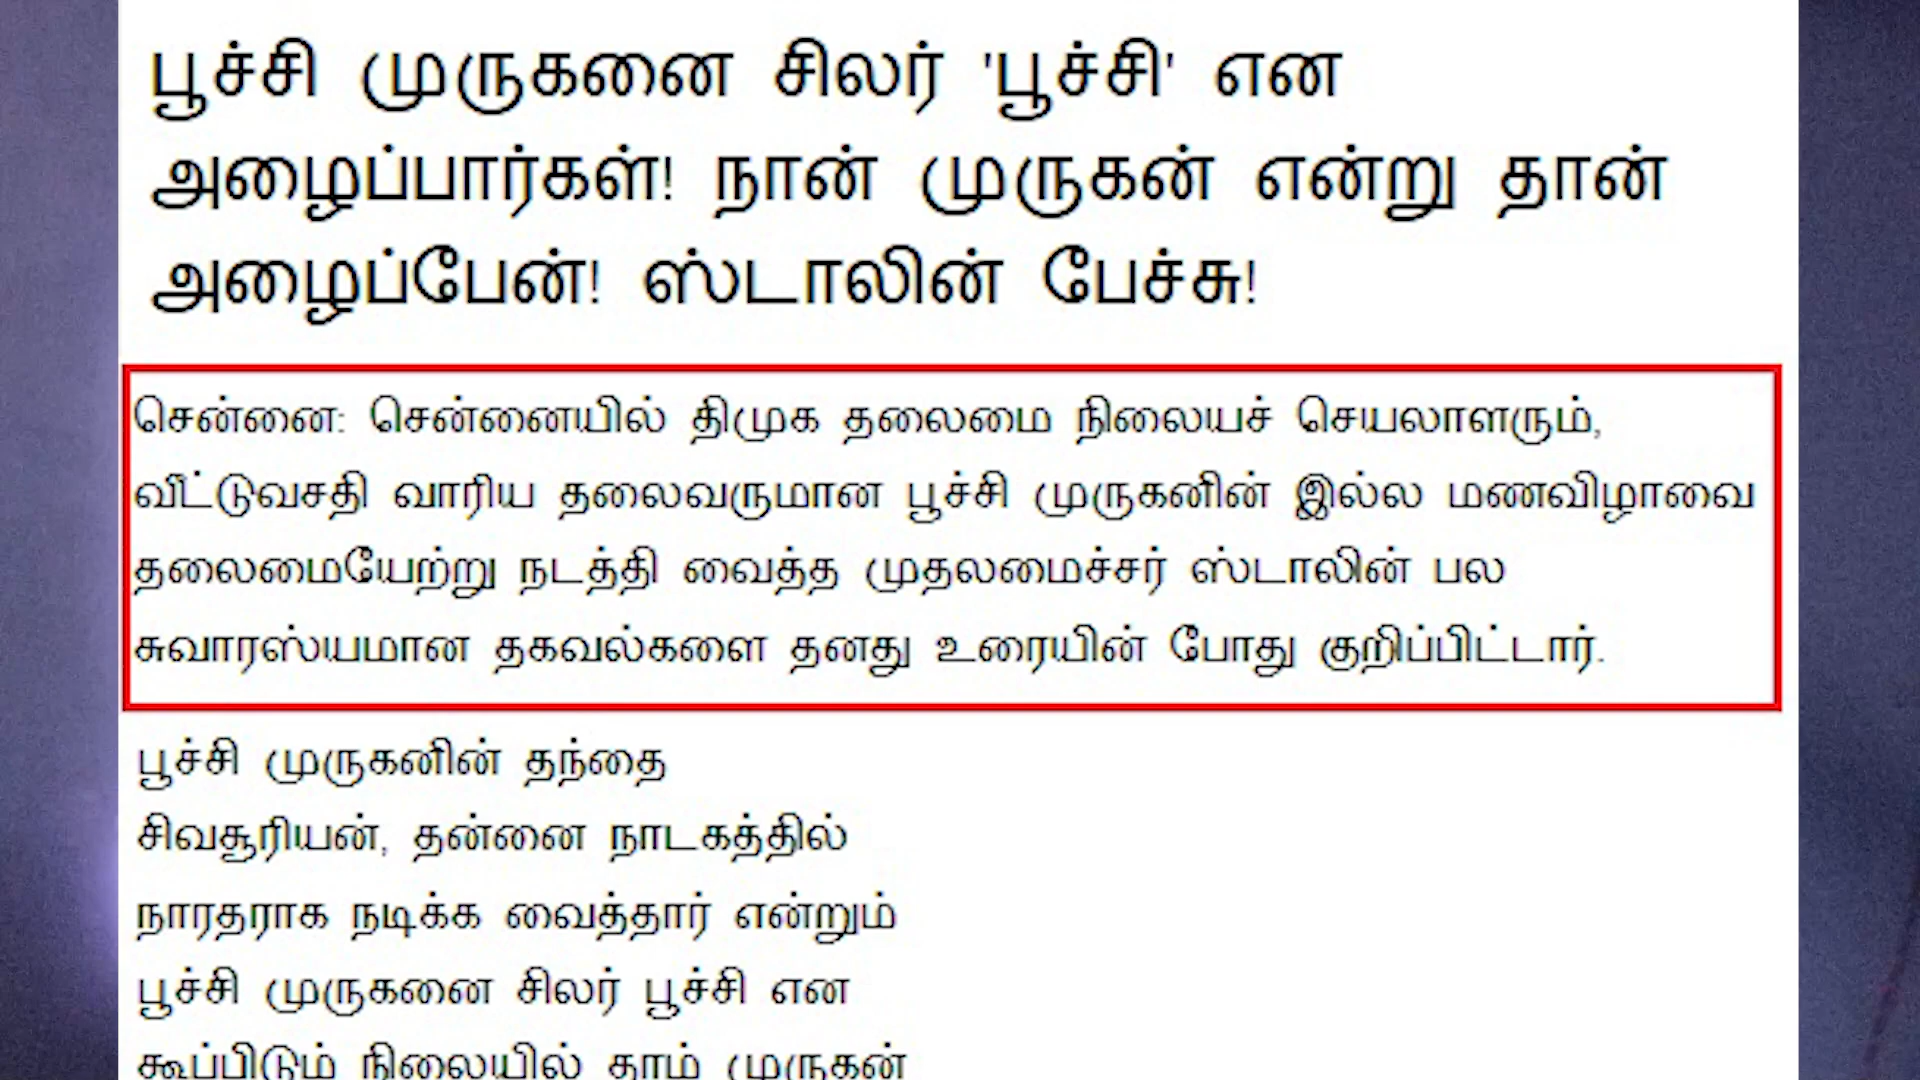 பூச்சி முருகனை சிலர் 'பூச்சி' என
அழைப்பார்கள்! நான் முருகன் என்று தான்
அழைப்பேன்! ஸ்டாலின் பேச்சு!
சென்னை: சென்னையில் திமுக தலைமை நிலையச் செயலாளரும்,
வீட்டுவசதி வாரிய தலைவருமான பூச்சி முருகனின் இல்ல மணவிழாவை
தலைமையேற்று நடத்தி வைத்த முதலமைச்சர் ஸ்டாலின் பல
சுவாரஸ்யமான தகவல்களை தனது உரையின் போது குறிப்பிட்டார்.
பூச்சி முருகனின் தந்தை
சிவசூரியன், தன்னை நாடகத்தில்
நாரதராக நடிக்க வைத்தார் என்றும்
பூச்சி முருகனை சிலர் பூச்சி என
கூப்பிடும் நிலையில் தாம் முருகன்